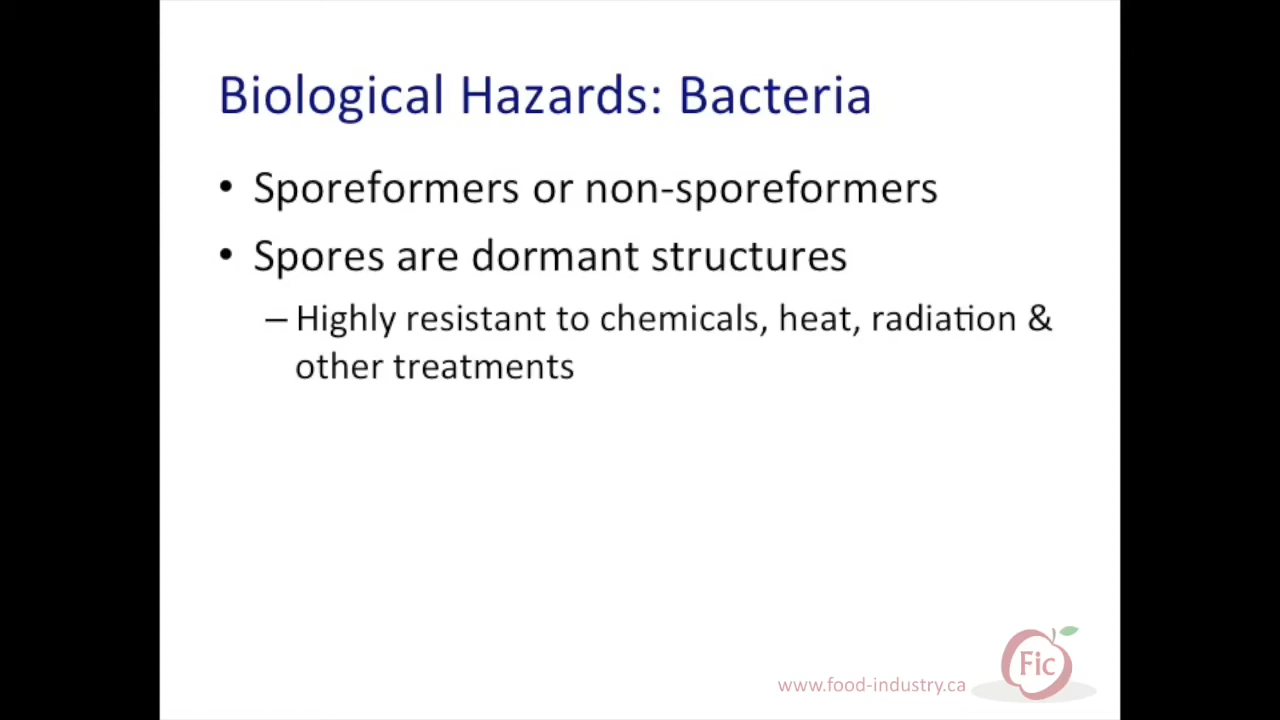 Biological Hazards: Bacteria
• Sporeformers or non-sporeformers
• Spores are dormant structures
– Highly resistant to chemicals, heat, radiation &
other treatments
www.food-industry.ca
Fic